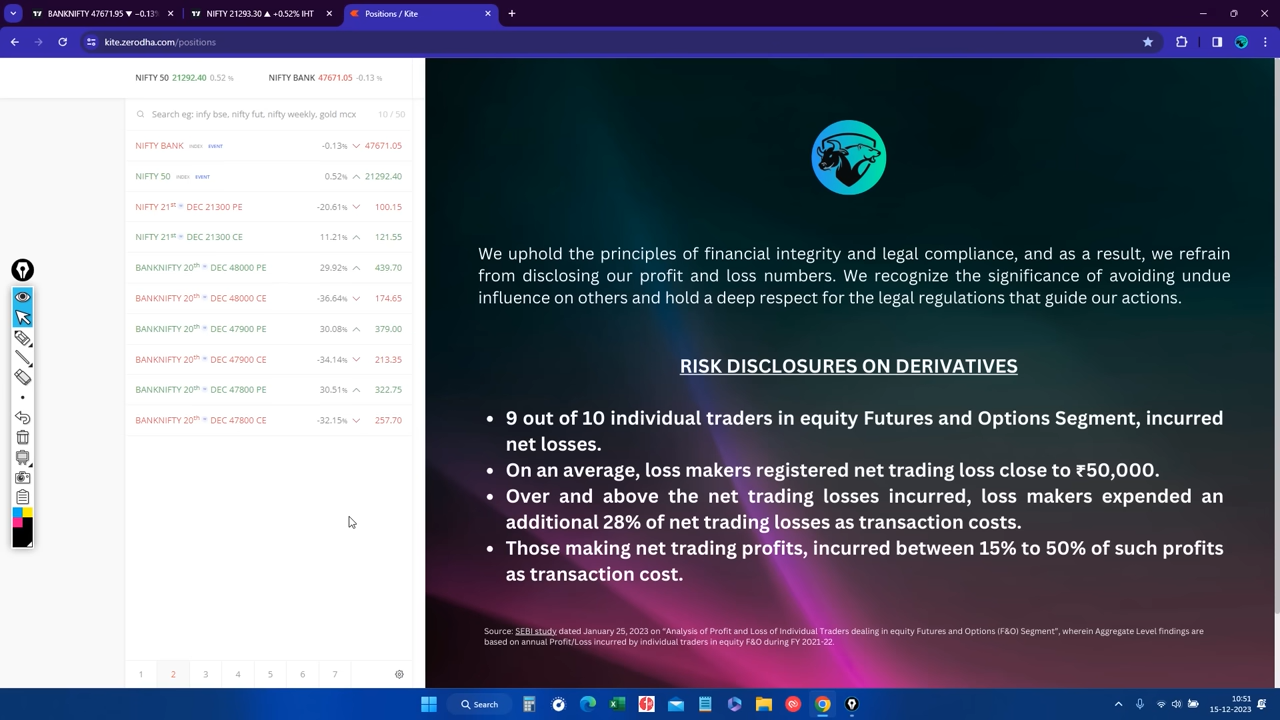 BANKNIFTY 47671.95 ▼ −0.13%
NIFTY 21293.30 ▲ +0.52% IHT
Positions / Kite
kite.zerodha.com/positions
NIFTY 50 21292.40 0.52 %
NIFTY BANK 47671.05 -0.13 %
Search eg: infy bse, nifty fut, nifty weekly, gold mcx 10 / 50
NIFTY BANK INDEX EVENT -0.13% 47671.05
NIFTY 50 INDEX EVENT 0.52% 21292.40
NIFTY 21st DEC 21300 PE -20.61% 100.15
NIFTY 21st DEC 21300 CE 11.21% 121.55
BANKNIFTY 20th DEC 48000 PE 29.92% 439.70
BANKNIFTY 20th DEC 48000 CE -36.64% 174.65
BANKNIFTY 20th DEC 47900 PE 30.08% 379.00
BANKNIFTY 20th DEC 47900 CE -34.14% 213.35
BANKNIFTY 20th DEC 47800 PE 30.51% 322.75
BANKNIFTY 20th DEC 47800 CE -32.15% 257.70
1 2 3 4 5 6 7
We uphold the principles of financial integrity and legal compliance, and as a result, we refrain
from disclosing our profit and loss numbers. We recognize the significance of avoiding undue
influence on others and hold a deep respect for the legal regulations that guide our actions.
RISK DISCLOSURES ON DERIVATIVES
• 9 out of 10 individual traders in equity Futures and Options Segment, incurred
net losses.
• On an average, loss makers registered net trading loss close to ₹50,000.
• Over and above the net trading losses incurred, loss makers expended an
additional 28% of net trading losses as transaction costs.
• Those making net trading profits, incurred between 15% to 50% of such profits
as transaction cost.
Source: SEBI study dated January 25, 2023 on "Analysis of Profit and Loss of Individual Traders dealing in equity Futures and Options (F&O) Segment", wherein Aggregate Level findings are
based on annual Profit/Loss incurred by individual traders in equity F&O during FY 2021-22.
Search
10:51
15-12-2023